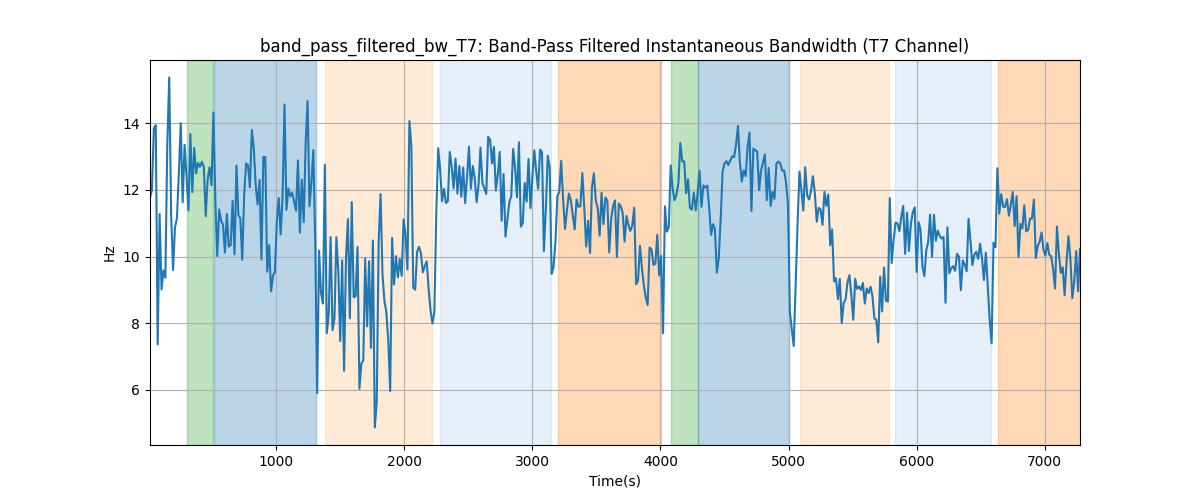 band_pass_filtered_bw_T7: Band-Pass Filtered Instantaneous Bandwidth (T7 Channel)
14
12
10
8
6
Hz
1000 2000 3000 4000 5000 6000 7000
Time(s)